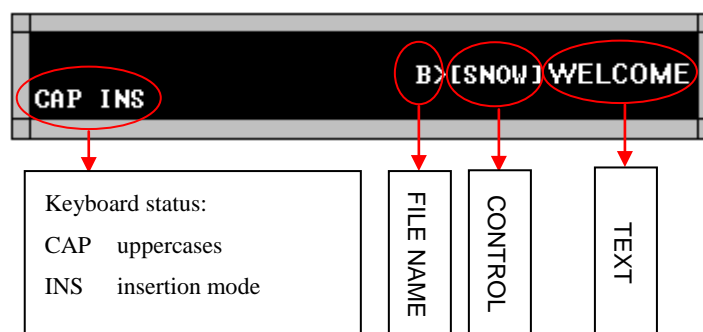 B>[SNOW]WELCOME
CAP INS
Keyboard status:
CAP uppercases
INS insertion mode
FILE NAME
CONTROL
TEXT